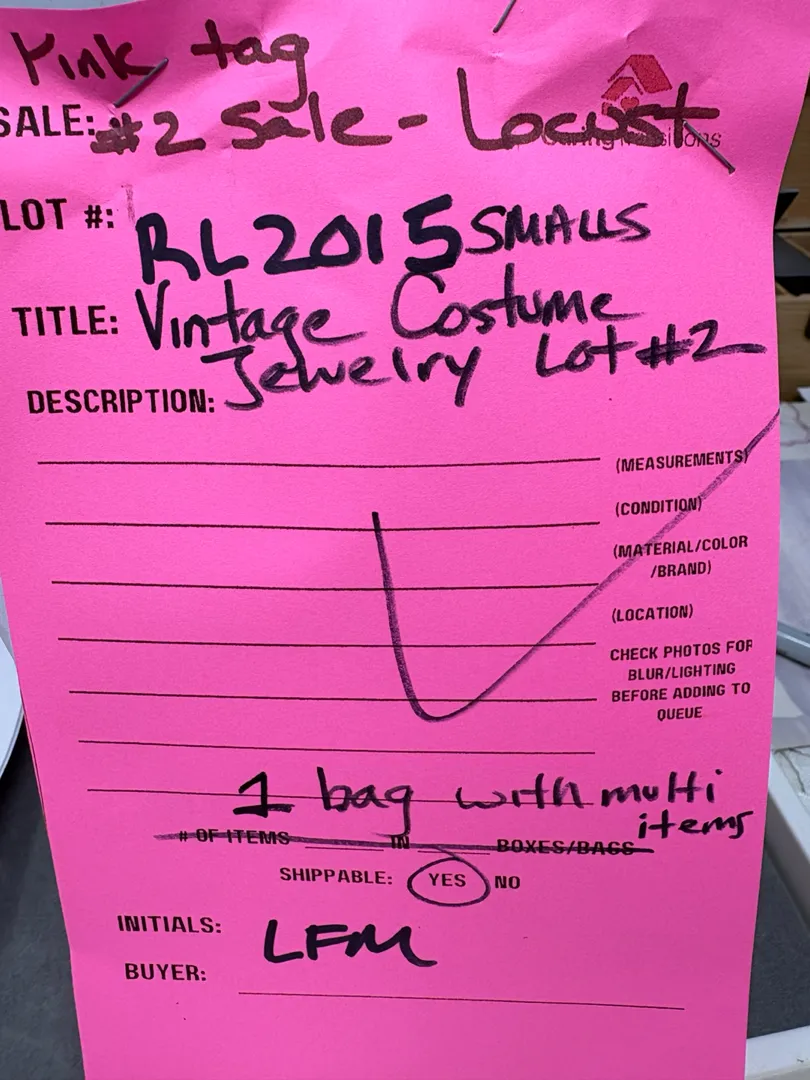 Pink tag
SALE: #2 Sale - Locust
Caring Transitions
LOT #: RL2015 SMALLS
TITLE: Vintage Costume
Jewelry Lot #2
DESCRIPTION:
(MEASUREMENTS)
(CONDITION)
(MATERIAL/COLOR
/BRAND)
(LOCATION)
CHECK PHOTOS FOR
BLUR/LIGHTING
BEFORE ADDING TO
QUEUE
1 bag with multi
items
# OF ITEMS IN BOXES/BAGS
SHIPPABLE: YES NO
INITIALS: LFM
BUYER: